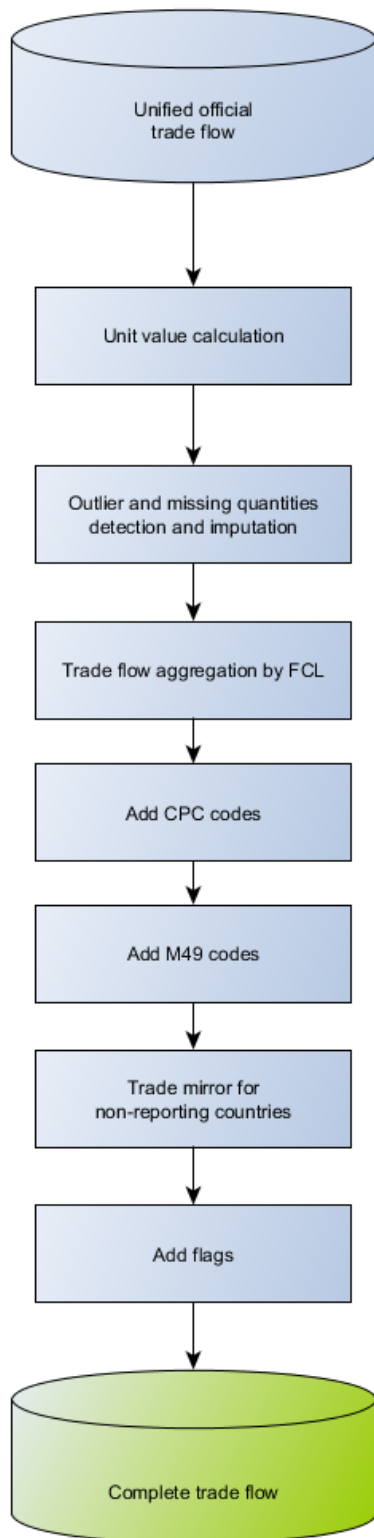 Unified official
trade flow
Unit value calculation
Outlier and missing quantities
detection and imputation
Trade flow aggregation by FCL
Add CPC codes
Add M49 codes
Trade mirror for
non-reporting countries
Add flags
Complete trade flow